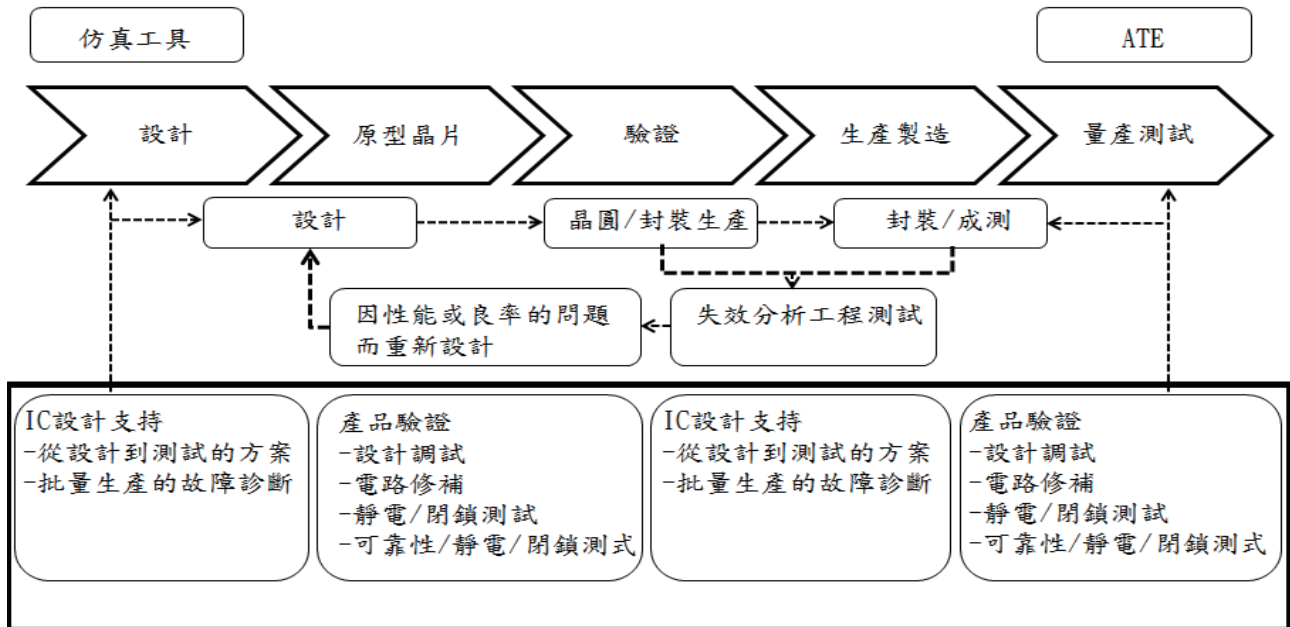 仿真工具
ATE
設計
原型晶片
驗證
生產製造
量產測試
設計
晶圓/封裝生產
封裝/成測
因性能或良率的問題
而重新設計
失效分析工程測試
IC設計支持
-從設計到測試的方案
-批量生產的故障診斷
產品驗證
-設計調試
-電路修補
-靜電/閉鎖測試
-可靠性/靜電/閉鎖測式
IC設計支持
-從設計到測試的方案
-批量生產的故障診斷
產品驗證
-設計調試
-電路修補
-靜電/閉鎖測試
-可靠性/靜電/閉鎖測式